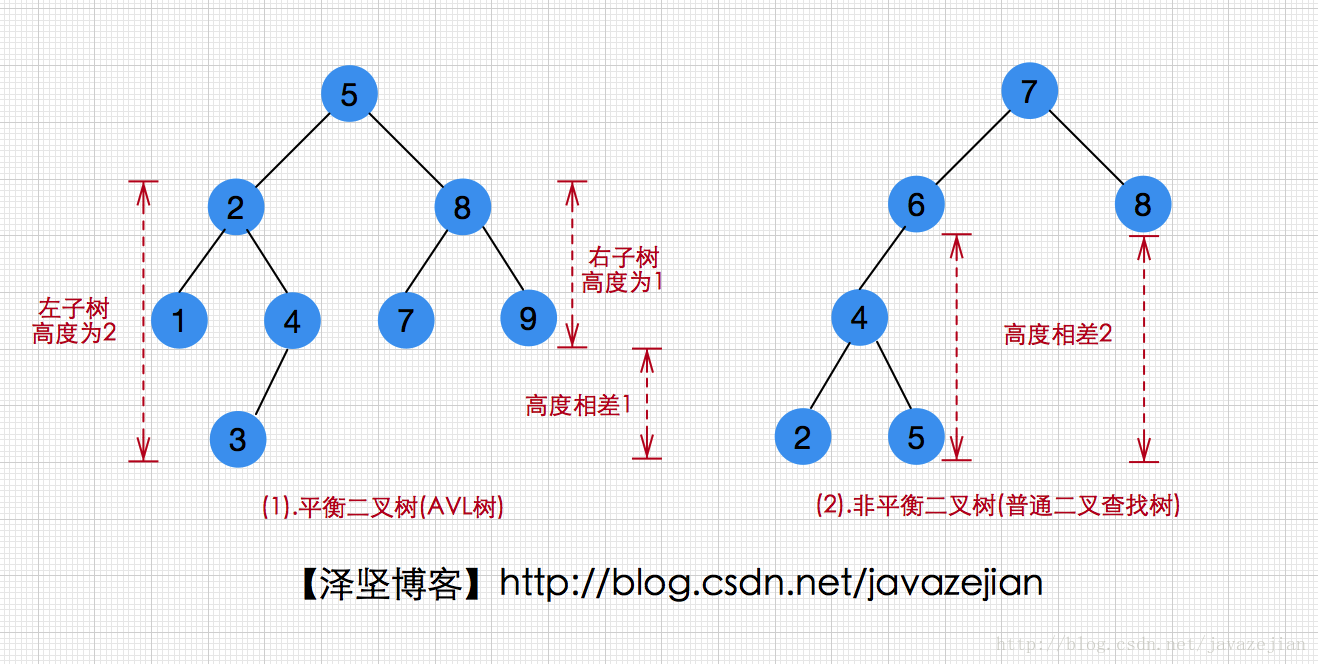 5
7
2
8
6
8
右子树
高度为1
左子树
高度为2
1
4
7
9
4
高度相差2
高度相差1
3
2
5
(1).平衡二叉树(AVL树)
(2).非平衡二叉树(普通二叉查找树)
【泽坚博客】http://blog.csdn.net/javazejian
http://blog.csdn.net/javazejian